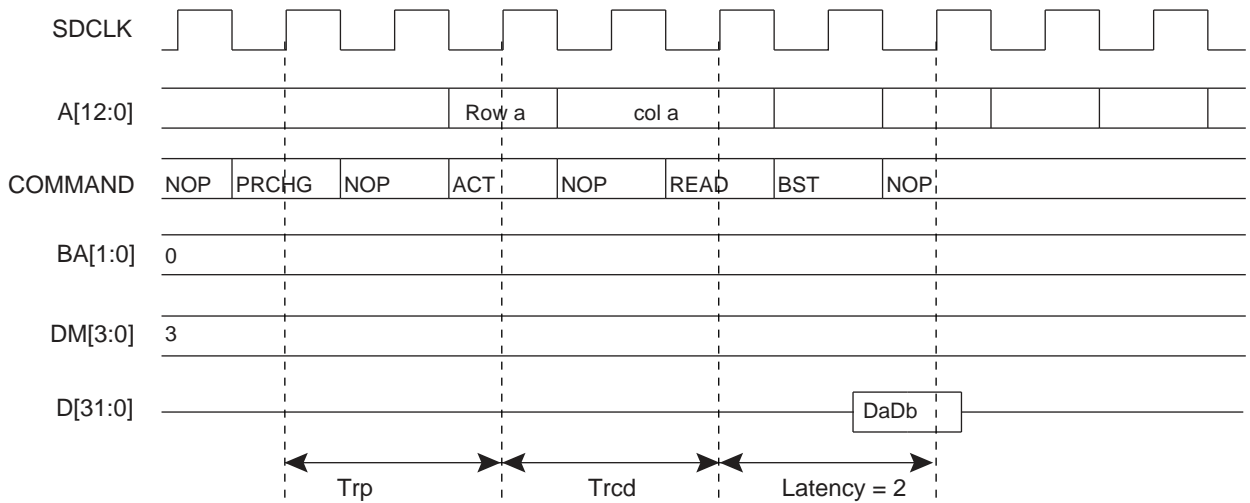 SDCLK
A[12:0] Row a col a
COMMAND NOP PRCHG NOP ACT NOP READ BST NOP
BA[1:0] 0
DM[3:0] 3
D[31:0] DaDb
Trp Trcd Latency = 2